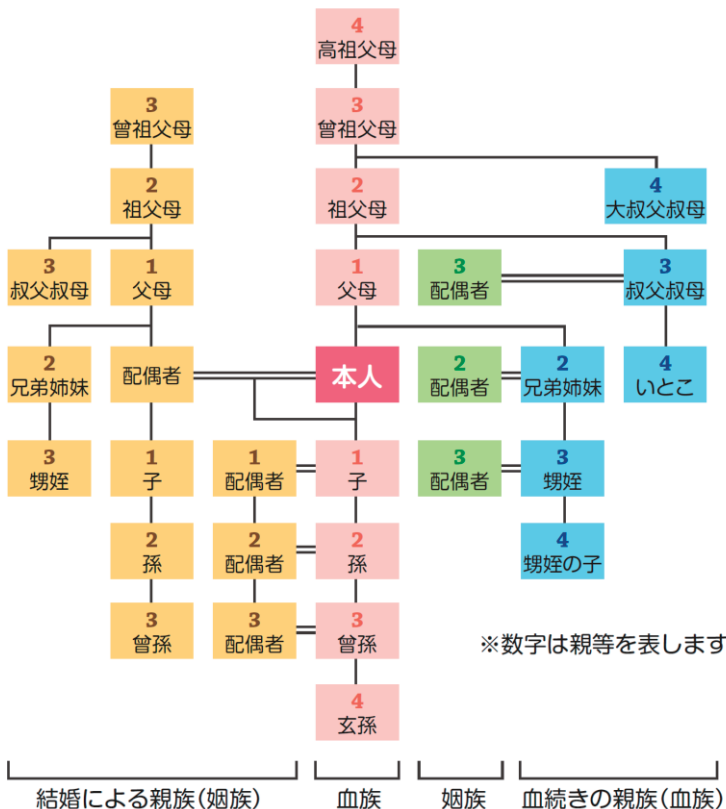 4
高祖父母
3
曾祖父母
3
曾祖父母
2
祖父母
2
祖父母
4
大叔父叔母
3
叔父叔母
1
父母
1
父母
3
配偶者
3
叔父叔母
2
兄弟姉妹
配偶者
本人
2
配偶者
2
兄弟姉妹
4
いとこ
3
甥姪
1
子
1
配偶者
1
子
3
配偶者
3
甥姪
2
孫
2
配偶者
2
孫
4
甥姪の子
3
曾孫
3
配偶者
3
曾孫
※数字は親等を表します
4
玄孫
結婚による親族(姻族)
血族
姻族
血続きの親族(血族)